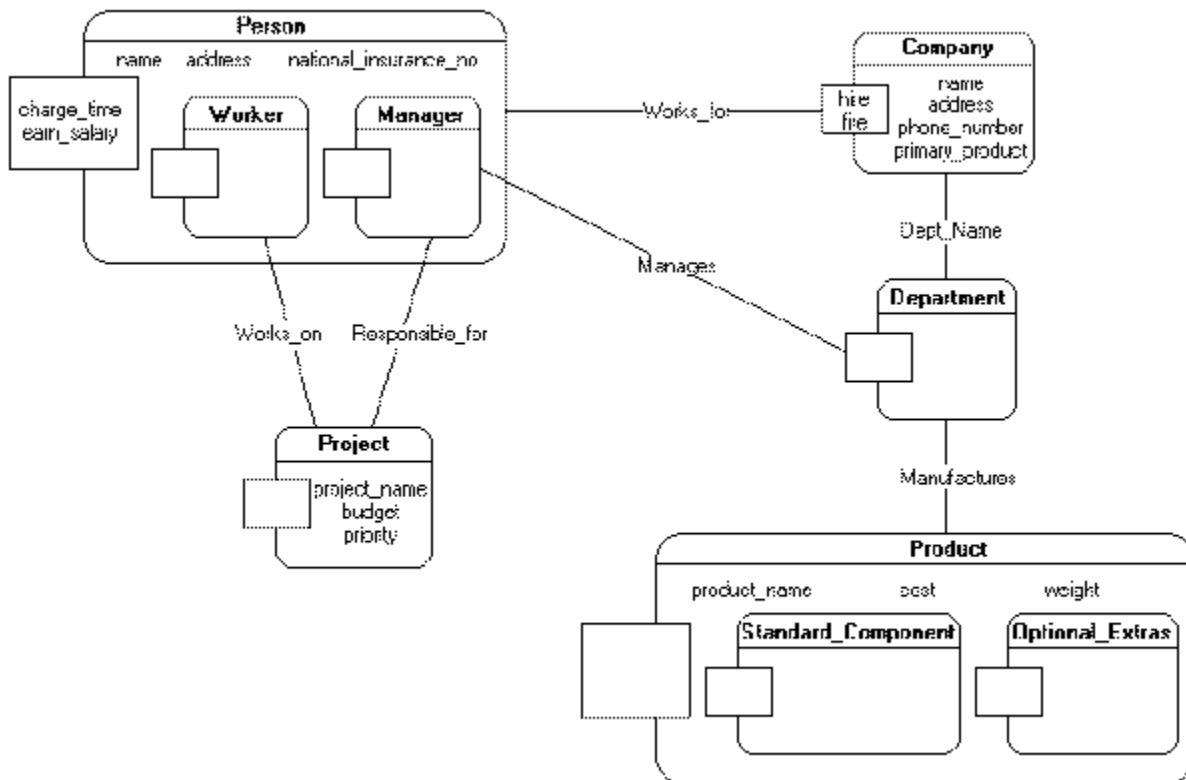 Person
name address national_insurance_no
charge_time
earn_salary
Worker
Manager
Works_for
Company
hire
fire
name
address
phone_number
primary_product
Dept_Name
Manages
Department
Works_on
Responsible_for
Project
project_name
budget
priority
Manufactures
Product
product_name cost weight
Standard_Component
Optional_Extras